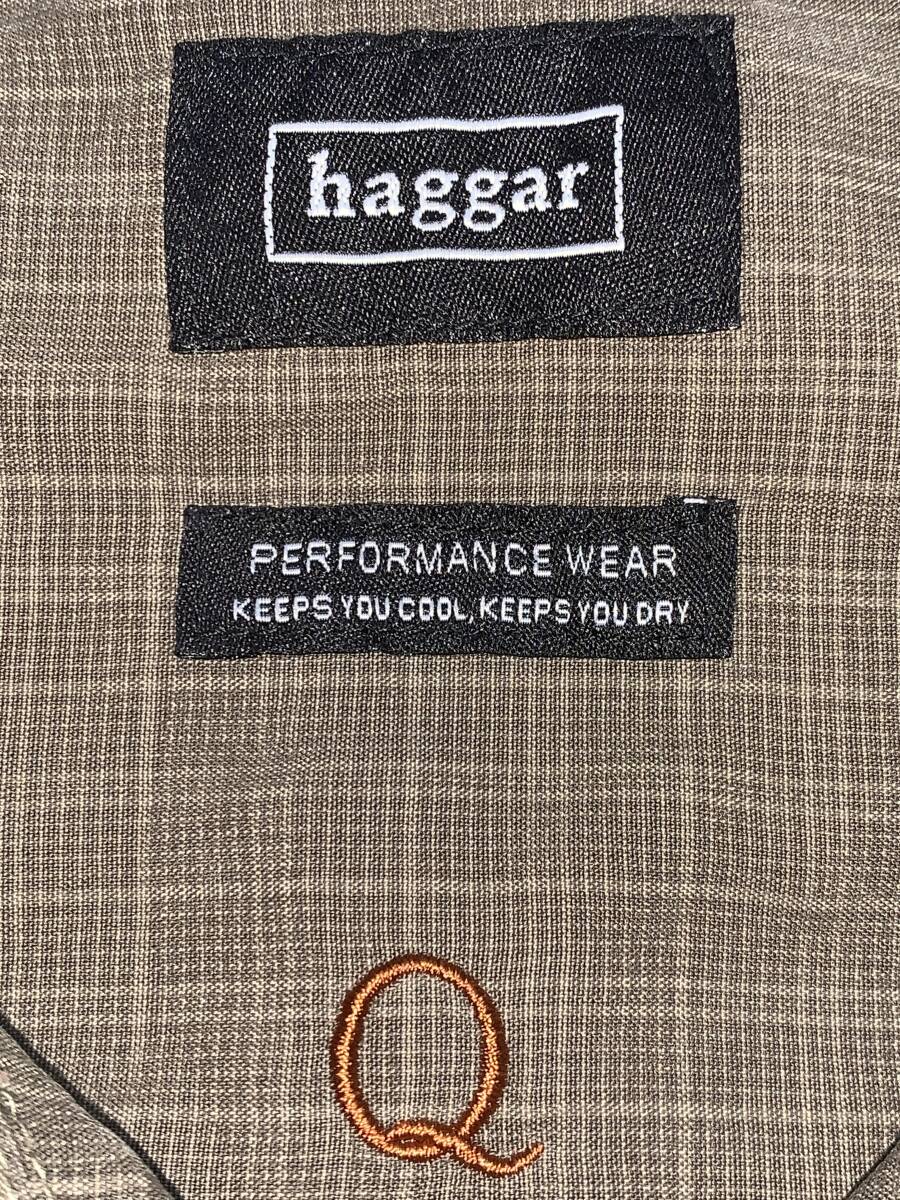 haggar
PERFORMANCE WEAR
KEEPS YOU COOL, KEEPS YOU DRY
Q